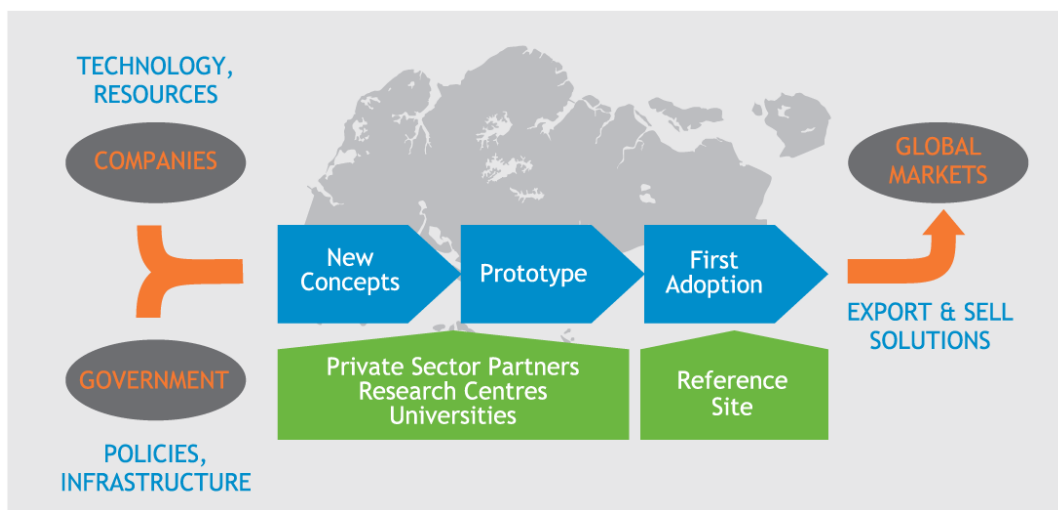 TECHNOLOGY,
RESOURCES
COMPANIES
GOVERNMENT
POLICIES,
INFRASTRUCTURE
New
Concepts
Prototype
First
Adoption
Private Sector Partners
Research Centres
Universities
Reference
Site
GLOBAL
MARKETS
EXPORT & SELL
SOLUTIONS